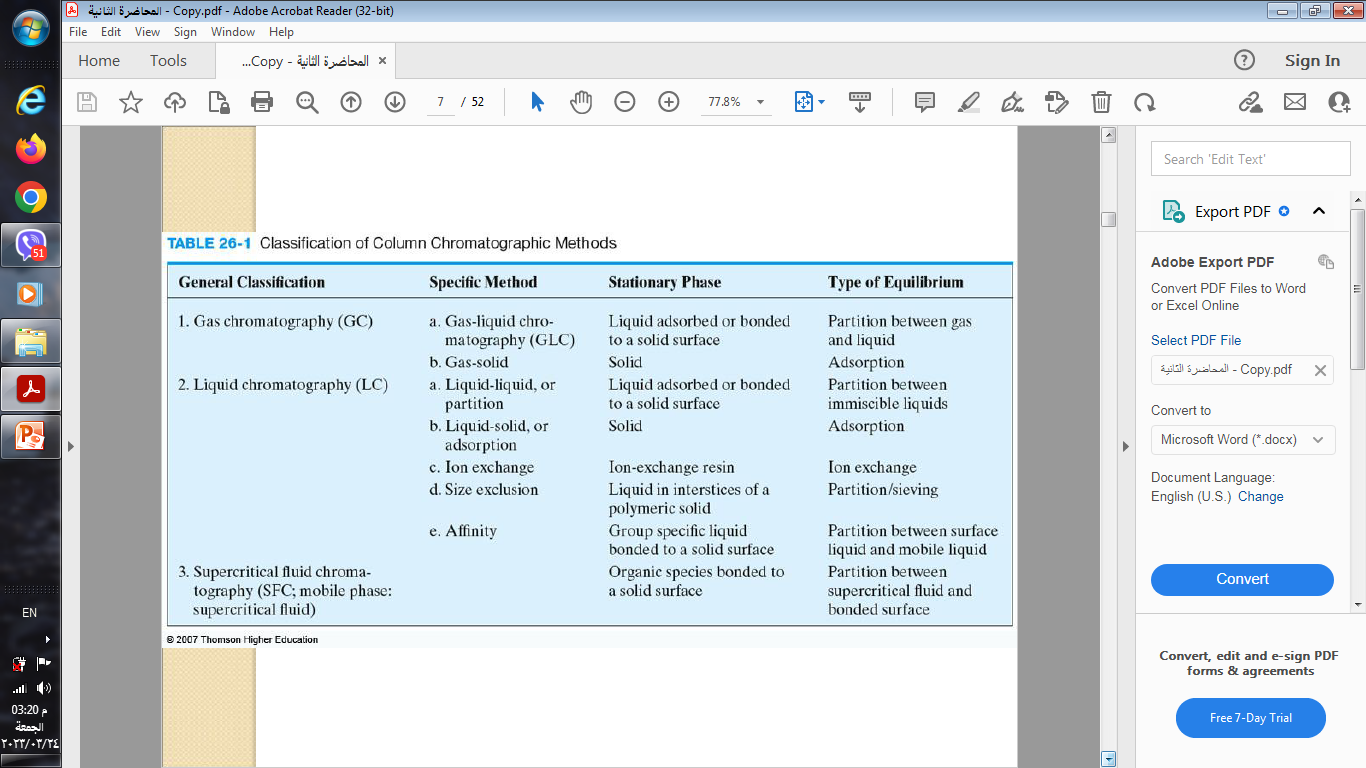 المحاضرة الثانية - Copy.pdf - Adobe Acrobat Reader (32-bit)
File Edit View Sign Window Help
Home Tools المحاضرة الثانية - Copy... ×
? Sign In
7 / 52 77.8%
TABLE 26-1 Classification of Column Chromatographic Methods
General Classification Specific Method Stationary Phase Type of Equilibrium
1. Gas chromatography (GC) a. Gas-liquid chro- Liquid adsorbed or bonded Partition between gas
matography (GLC) to a solid surface and liquid
b. Gas-solid Solid Adsorption
2. Liquid chromatography (LC) a. Liquid-liquid, or Liquid adsorbed or bonded Partition between
partition to a solid surface immiscible liquids
b. Liquid-solid, or Solid Adsorption
adsorption
c. Ion exchange Ion-exchange resin Ion exchange
d. Size exclusion Liquid in interstices of a Partition/sieving
polymeric solid
e. Affinity Group specific liquid Partition between surface
bonded to a solid surface liquid and mobile liquid
3. Supercritical fluid chroma- Organic species bonded to Partition between
tography (SFC; mobile phase: a solid surface supercritical fluid and
supercritical fluid) bonded surface
© 2007 Thomson Higher Education
Search 'Edit Text'
Export PDF
Adobe Export PDF
Convert PDF Files to Word
or Excel Online
Select PDF File
المحاضرة الثانية - Copy.pdf
Convert to
Microsoft Word (*.docx)
Document Language:
English (U.S.) Change
Convert
Convert, edit and e-sign PDF
forms & agreements
Free 7-Day Trial
51
EN
03:20 م
الجمعة
٢٠٢٣/٠٣/٢٤